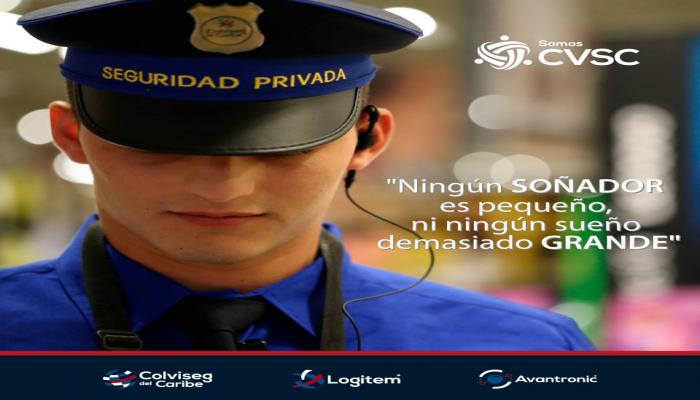 SEGURIDAD PRIVADA
Somos
CVSC
"Ningún SOÑADOR
es pequeño,
ni ningún sueño
demasiado GRANDE"
Colviseg
del Caribe
Logitem
Avantronic